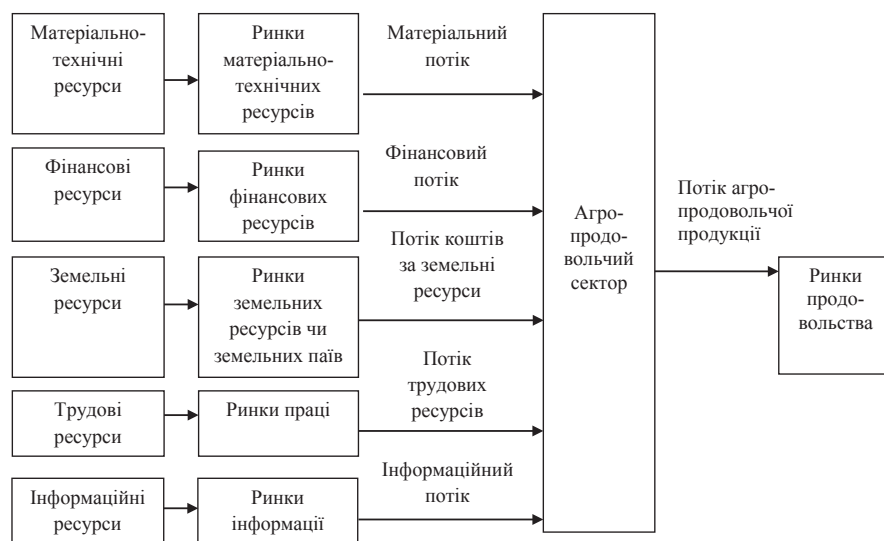 Матеріально-
технічні
ресурси
Ринки
матеріально-
технічних
ресурсів
Матеріальний
потік
Фінансові
ресурси
Ринки
фінансових
ресурсів
Фінансовий
потік
Земельні
ресурси
Ринки
земельних
ресурсів чи
земельних паїв
Потік коштів
за земельні
ресурси
Трудові
ресурси
Ринки праці
Потік
трудових
ресурсів
Інформаційні
ресурси
Ринки
інформації
Інформаційний
потік
Агро-
продо-
вольчий
сектор
Потік агро-
продовольчої
продукції
Ринки
продо-
вольства